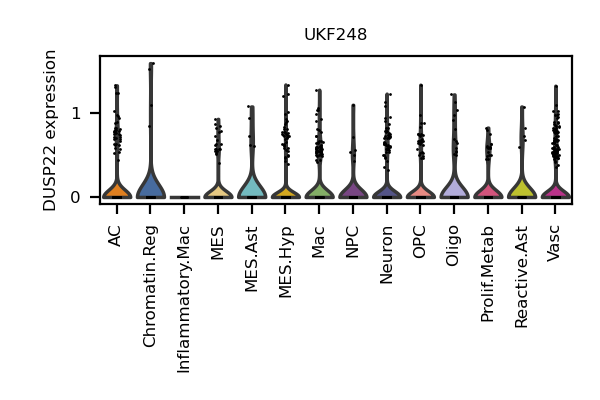 UKF248
DUSP22 expression
1
0
AC
Chromatin.Reg
Inflammatory.Mac
MES
MES.Ast
MES.Hyp
Mac
NPC
Neuron
OPC
Oligo
Prolif.Metab
Reactive.Ast
Vasc